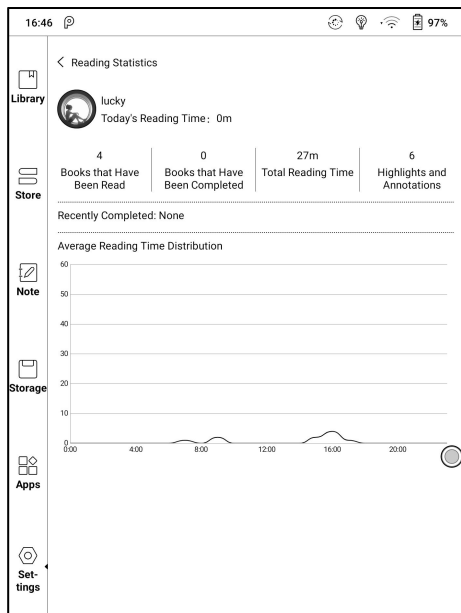 16:46
97%
Library
Store
Note
Storage
Apps
Set-
tings
Reading Statistics
lucky
Today's Reading Time： 0m
4
Books that Have
Been Read
0
Books that Have
Been Completed
27m
Total Reading Time
6
Highlights and
Annotations
Recently Completed: None
Average Reading Time Distribution
60
50
40
30
20
10
0
0:00 4:00 8:00 12:00 16:00 20:00